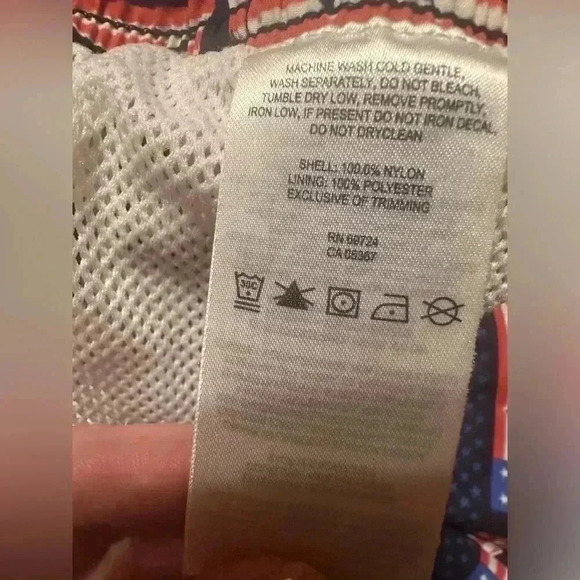 MACHINE WASH COLD GENTLE,
WASH SEPARATELY, DO NOT BLEACH,
TUMBLE DRY LOW, REMOVE PROMPTLY,
IRON LOW, IF PRESENT DO NOT IRON DECAL,
DO NOT DRYCLEAN
SHELL: 100.0% NYLON
LINING: 100% POLYESTER
EXCLUSIVE OF TRIMMING
RN 69724
CA 05367
30C